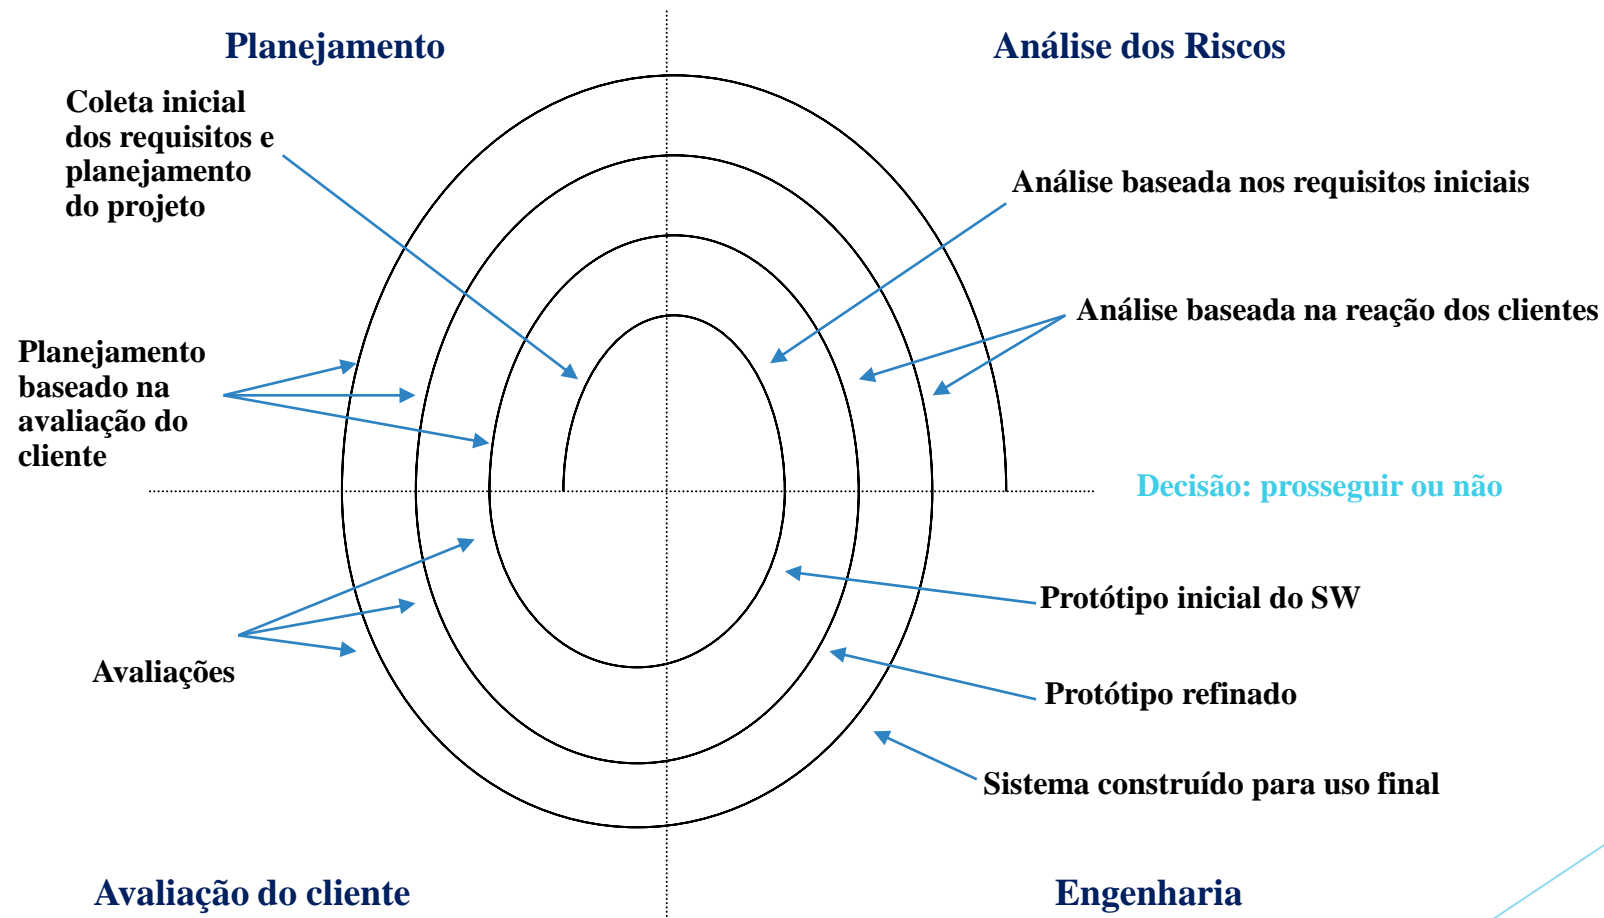 Planejamento
Análise dos Riscos
Coleta inicial
dos requisitos e
planejamento
do projeto
Análise baseada nos requisitos iniciais
Análise baseada na reação dos clientes
Planejamento
baseado na
avaliação do
cliente
Decisão: prosseguir ou não
Protótipo inicial do SW
Avaliações
Protótipo refinado
Sistema construído para uso final
Avaliação do cliente
Engenharia